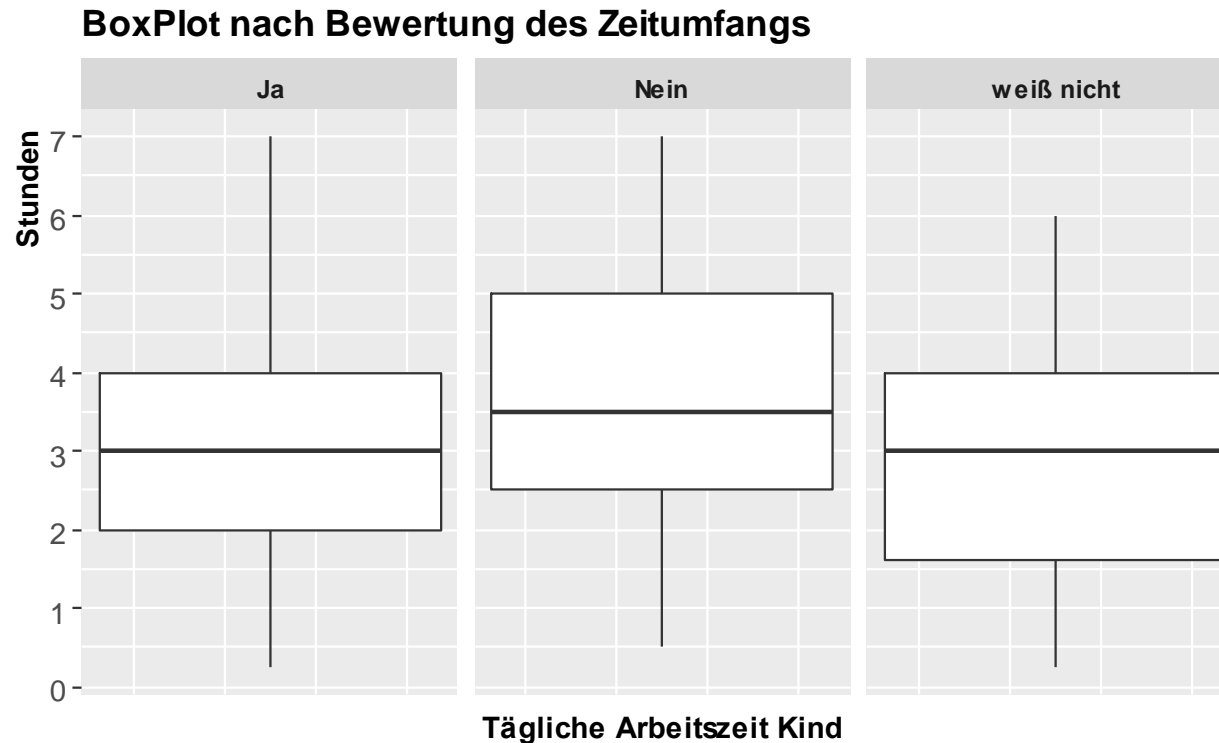 BoxPlot nach Bewertung des Zeitumfangs
Ja Nein weiß nicht
Stunden
7
6
5
4
3
2
1
0
Tägliche Arbeitszeit Kind